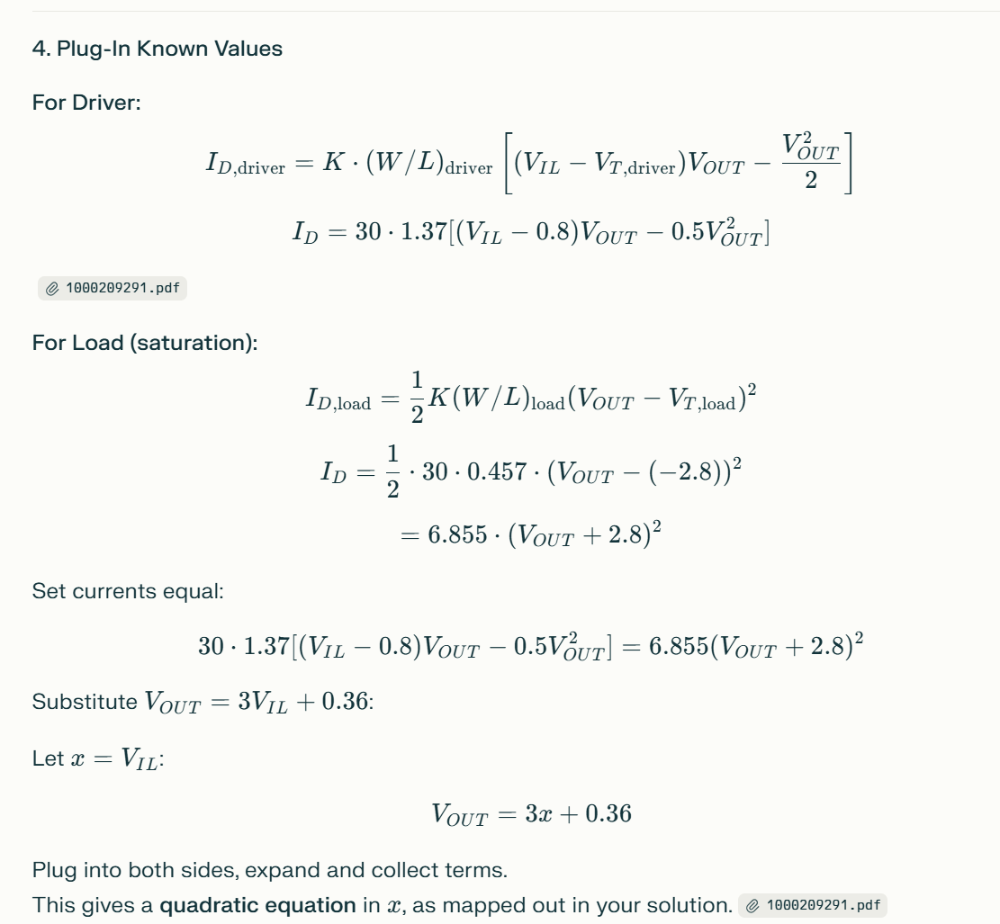 4. Plug-In Known Values
For Driver:
$I_{D,\text{driver}} = K \cdot (W/L)_{\text{driver}} \left[ (V_{IL} - V_{T,\text{driver}})V_{OUT} - \frac{V_{OUT}^2}{2} \right]$
$I_D = 30 \cdot 1.37[(V_{IL} - 0.8)V_{OUT} - 0.5V_{OUT}^2]$
1000209291.pdf
For Load (saturation):
$I_{D,\text{load}} = \frac{1}{2}K(W/L)_{\text{load}}(V_{OUT} - V_{T,\text{load}})^2$
$I_D = \frac{1}{2} \cdot 30 \cdot 0.457 \cdot (V_{OUT} - (-2.8))^2$
$= 6.855 \cdot (V_{OUT} + 2.8)^2$
Set currents equal:
$30 \cdot 1.37[(V_{IL} - 0.8)V_{OUT} - 0.5V_{OUT}^2] = 6.855(V_{OUT} + 2.8)^2$
Substitute $V_{OUT} = 3V_{IL} + 0.36$:
Let $x = V_{IL}$:
$V_{OUT} = 3x + 0.36$
Plug into both sides, expand and collect terms.
This gives a quadratic equation in $x$, as mapped out in your solution. 1000209291.pdf